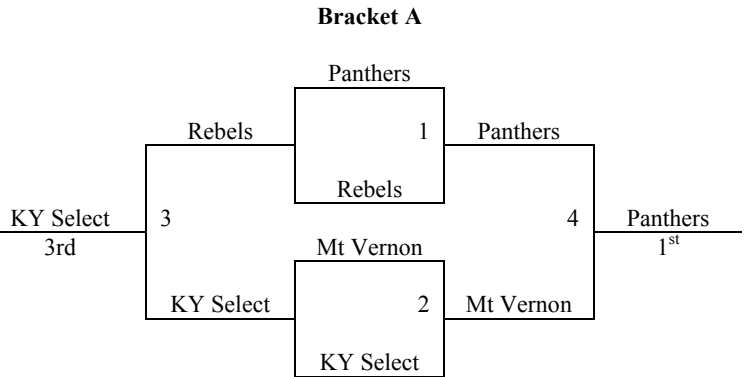 Bracket A
Panthers
Rebels 1 Panthers
Rebels
KY Select 3 4 Panthers
3rd 1st
Mt Vernon
KY Select 2 Mt Vernon
KY Select